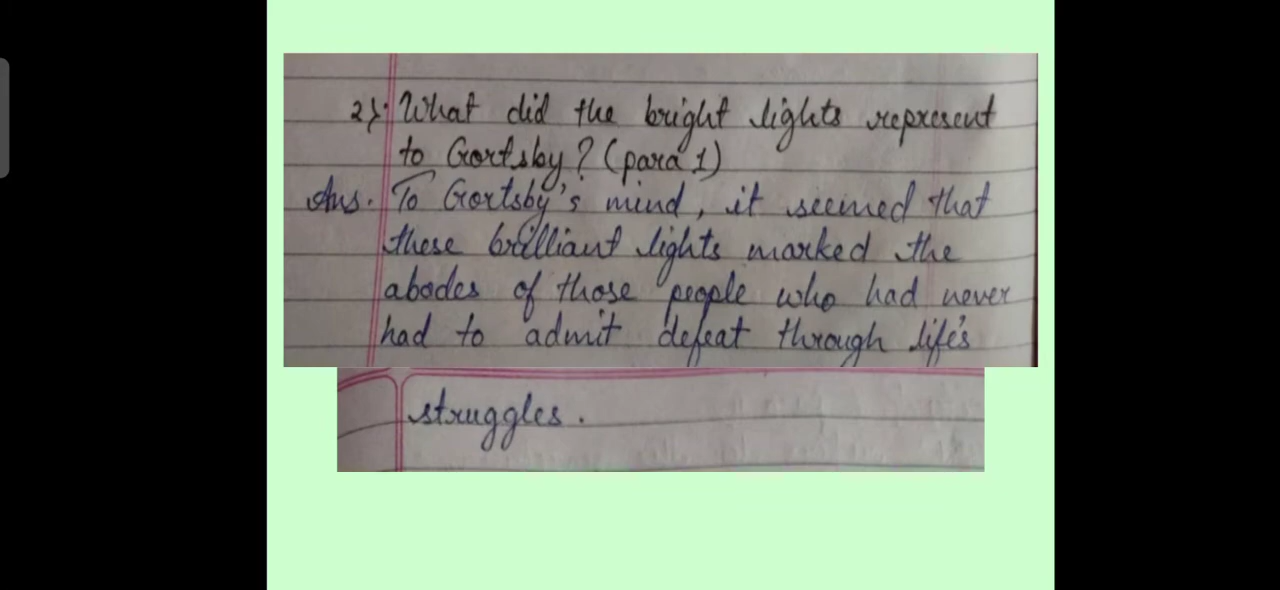 2}. What did the bright lights represent
to Gortsby? (para 1)
Ans. To Gortsby's mind, it seemed that
these brilliant lights marked the
abodes of those people who had never
had to admit defeat through life's
struggles.